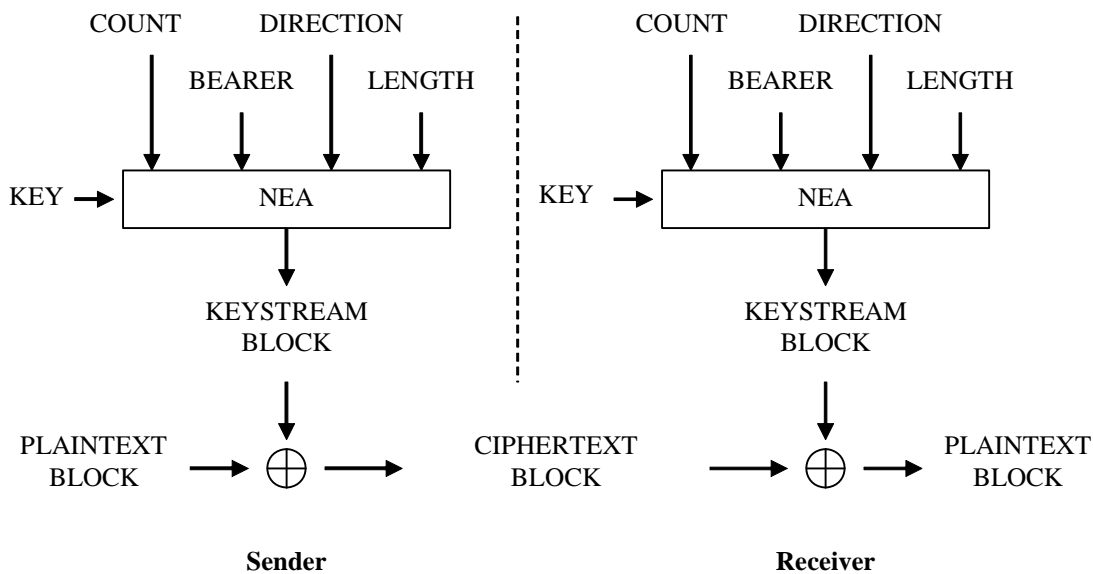 COUNT DIRECTION COUNT DIRECTION
BEARER LENGTH BEARER LENGTH
KEY NEA KEY NEA
KEYSTREAM KEYSTREAM
BLOCK BLOCK
PLAINTEXT CIPHERTEXT PLAINTEXT
BLOCK BLOCK BLOCK
Sender Receiver